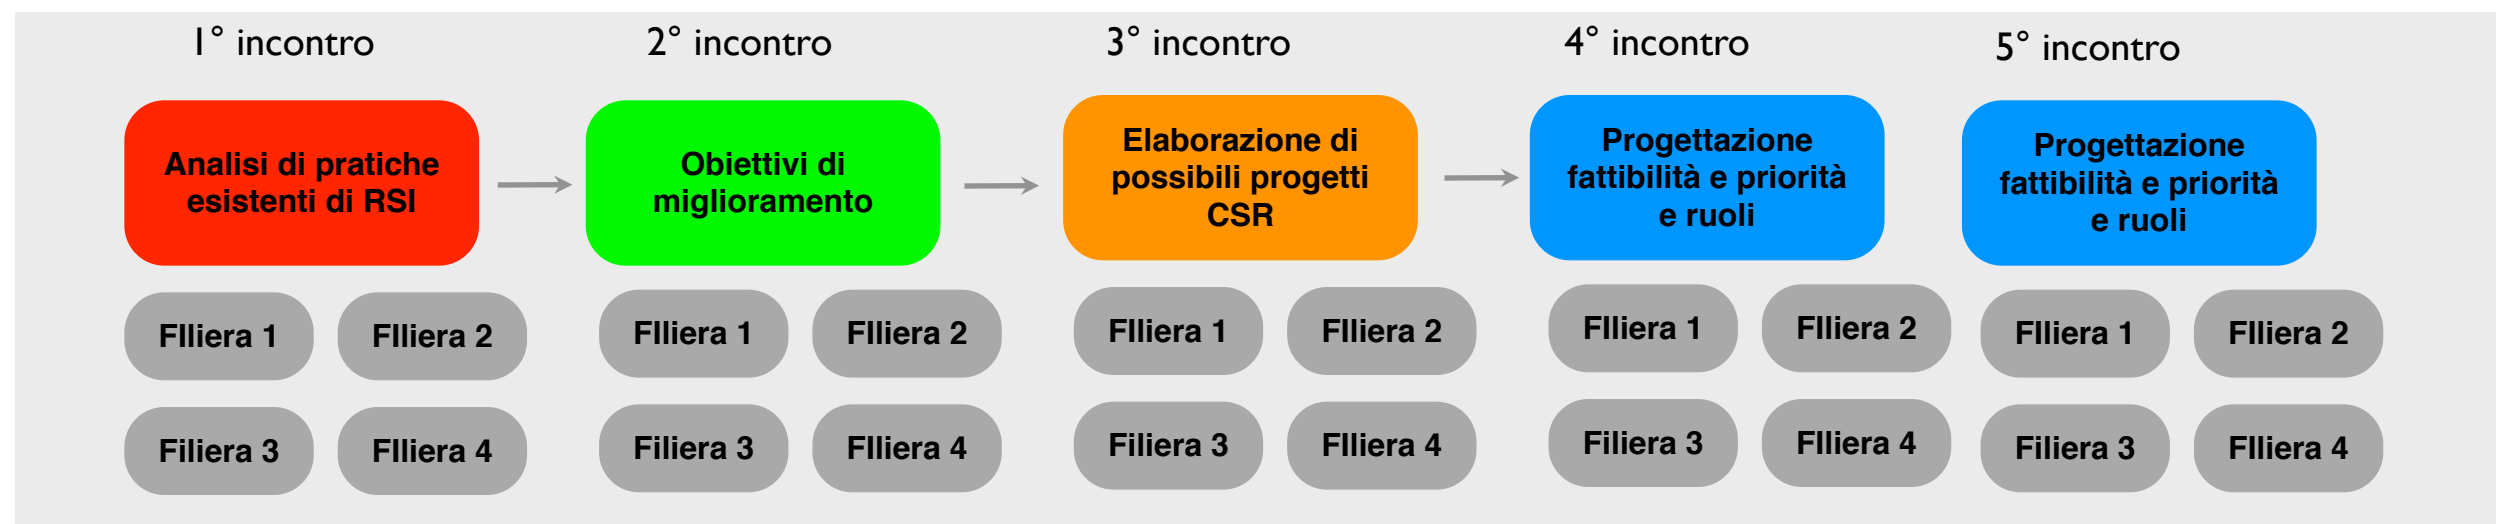 1° incontro
2° incontro
3° incontro
4° incontro
5° incontro
Analisi di pratiche
esistenti di RSI
Obiettivi di
miglioramento
Elaborazione di
possibili progetti
CSR
Progettazione
fattibilità e priorità
e ruoli
Progettazione
fattibilità e priorità
e ruoli
FIliera 1
FIliera 2
FIliera 1
FIliera 2
FIliera 1
FIliera 2
FIliera 1
FIliera 2
FIliera 1
FIliera 2
Filiera 3
FIliera 4
Filiera 3
FIliera 4
Filiera 3
FIliera 4
Filiera 3
FIliera 4
Filiera 3
FIliera 4